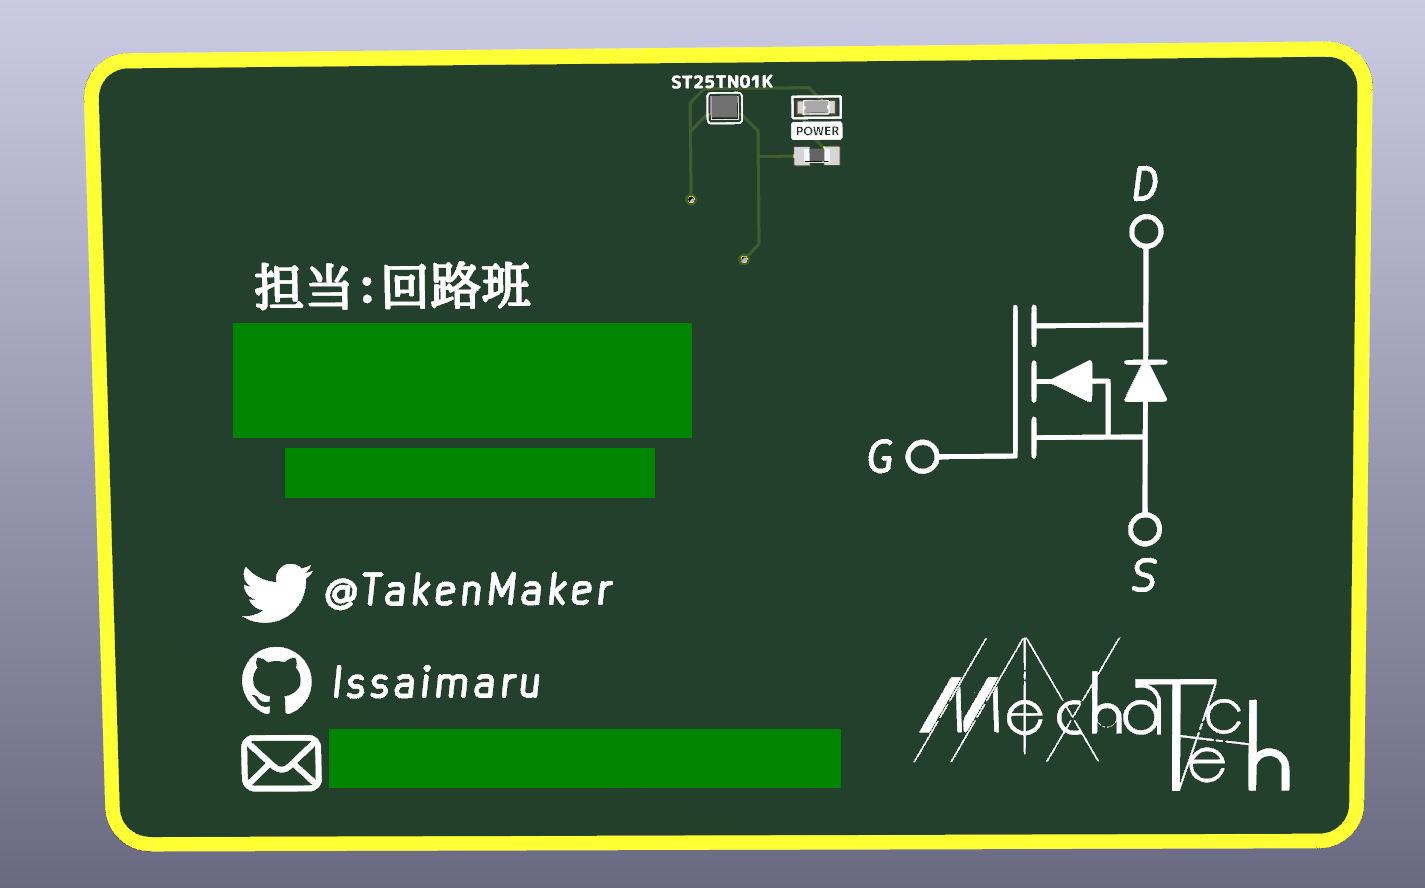 ST25TN01K
POWER
D
担当:回路班
G
S
@TakenMaker
Issaimaru
MechaTech